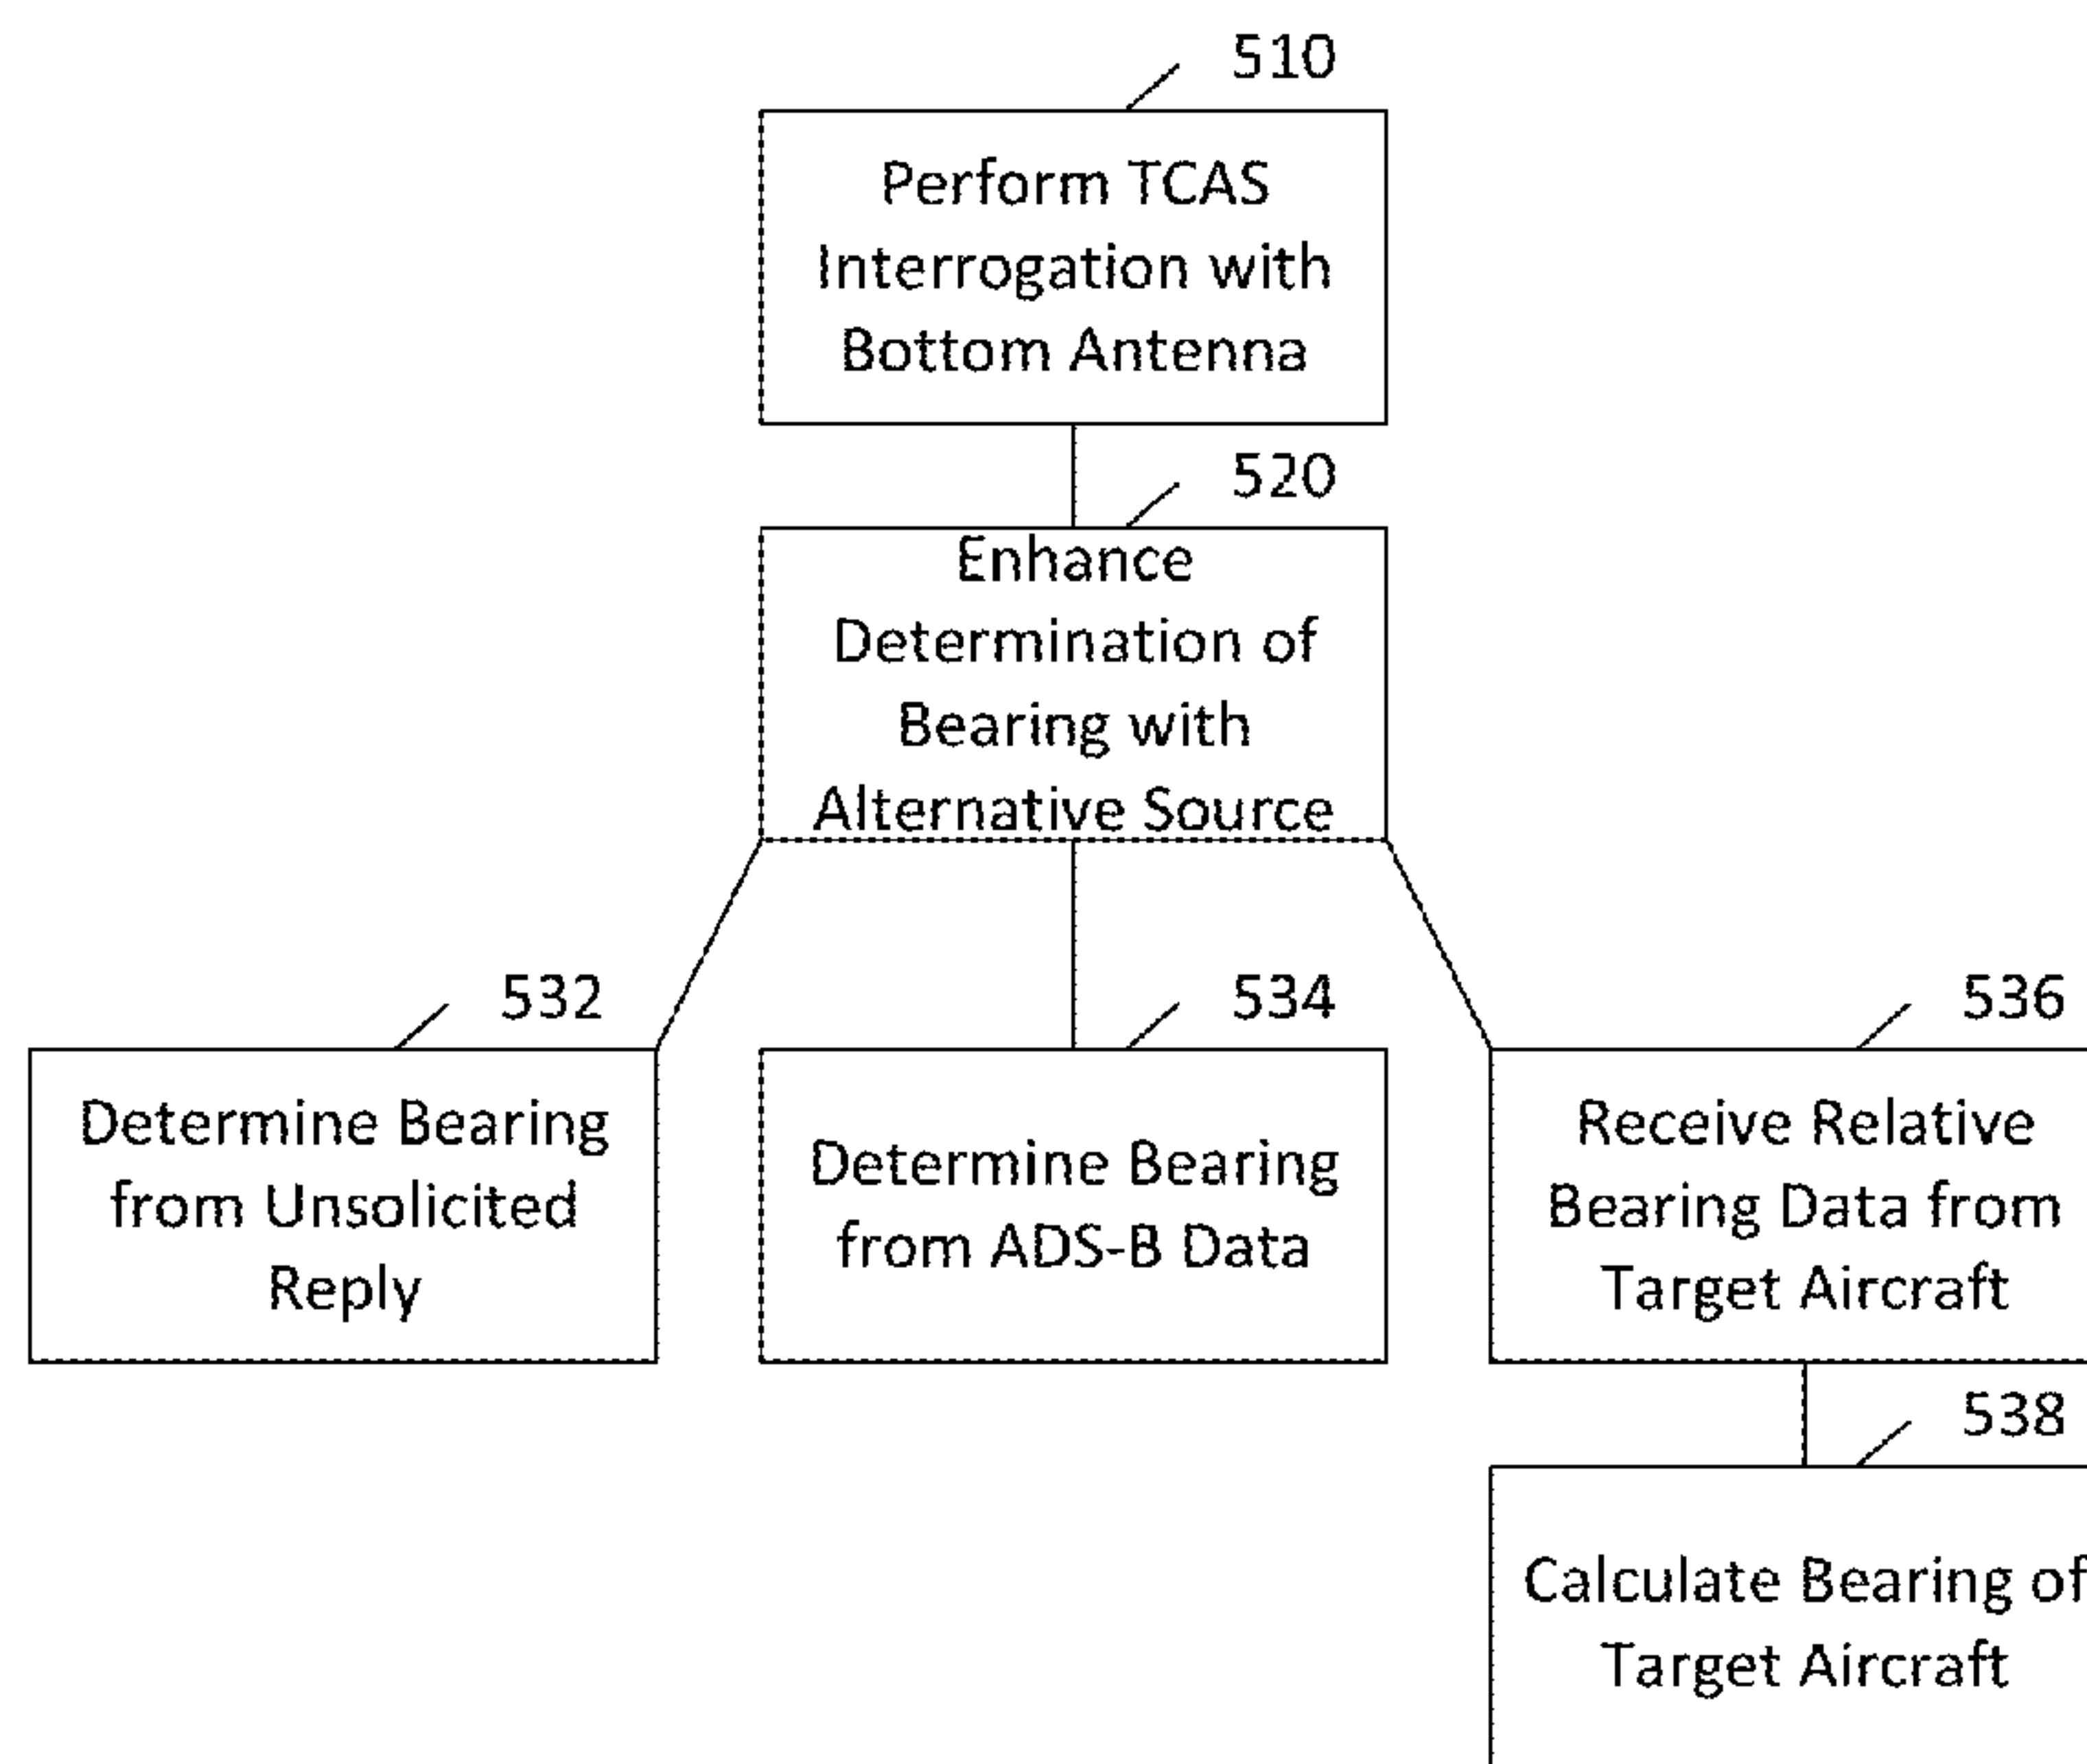 510
Perform TCAS
Interrogation with
Bottom Antenna
520
Enhance
Determination of
Bearing with
Alternative Source
532
Determine Bearing
from Unsolicited
Reply
534
Determine Bearing
from ADS-B Data
536
Receive Relative
Bearing Data from
Target Aircraft
538
Calculate Bearing of
Target Aircraft